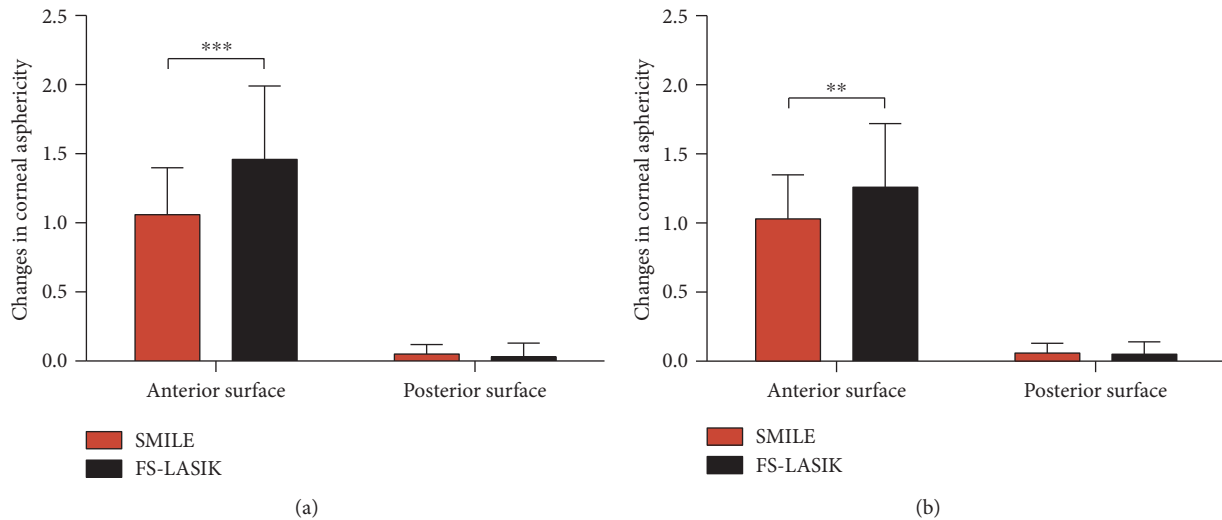 Changes in corneal asphericity
2.5
2.0
1.5
1.0
0.5
0.0
***
Anterior surface
Posterior surface
SMILE
FS-LASIK
(a)
Changes in corneal asphericity
2.5
2.0
1.5
1.0
0.5
0.0
**
Anterior surface
Posterior surface
SMILE
FS-LASIK
(b)